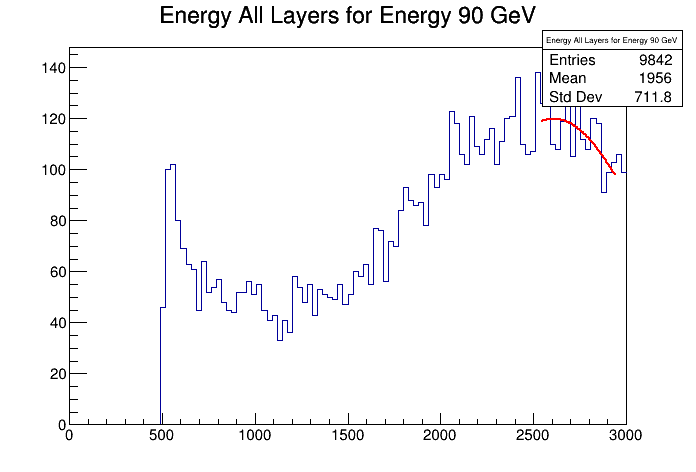 Energy All Layers for Energy 90 GeV
Energy All Layers for Energy 90 GeV
Entries 9842
Mean 1956
Std Dev 711.8
140
120
100
80
60
40
20
0
0 500 1000 1500 2000 2500 3000